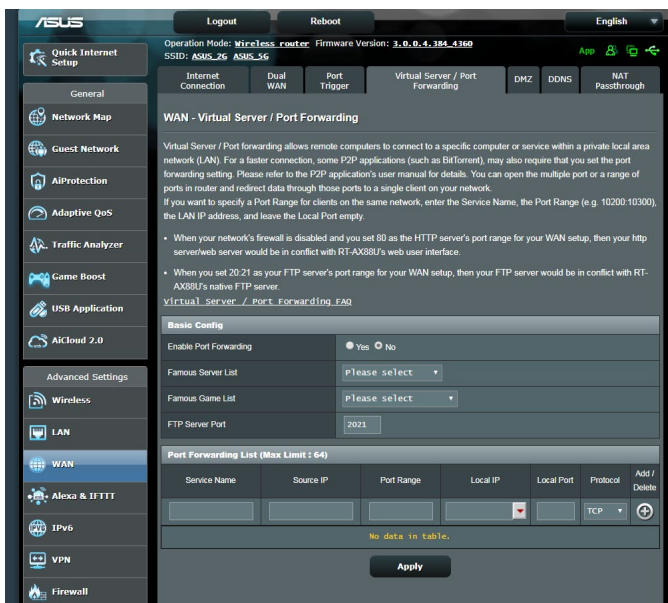 ASUS
Logout
Reboot
English
Operation Mode: Wireless router Firmware Version: 3.0.0.4.384_4360
SSID: ASUS_2G ASUS_5G
App
Quick Internet
Setup
General
Network Map
Guest Network
AiProtection
Adaptive QoS
Traffic Analyzer
Game Boost
USB Application
AiCloud 2.0
Advanced Settings
Wireless
LAN
WAN
Alexa & IFTTT
IPv6
VPN
Firewall
Internet
Connection
Dual
WAN
Port
Trigger
Virtual Server / Port
Forwarding
DMZ
DDNS
NAT
Passthrough
WAN - Virtual Server / Port Forwarding
Virtual Server / Port forwarding allows remote computers to connect to a specific computer or service within a private local area
network (LAN). For a faster connection, some P2P applications (such as BitTorrent), may also require that you set the port
forwarding setting. Please refer to the P2P application's user manual for details. You can open the multiple port or a range of
ports in router and redirect data through those ports to a single client on your network.
If you want to specify a Port Range for clients on the same network, enter the Service Name, the Port Range (e.g. 10200:10300),
the LAN IP address, and leave the Local Port empty.
• When your network's firewall is disabled and you set 80 as the HTTP server's port range for your WAN setup, then your http
server/web server would be in conflict with RT-AX88U's web user interface.
• When you set 20:21 as your FTP server's port range for your WAN setup, then your FTP server would be in conflict with RT-
AX88U's native FTP server.
Virtual Server / Port Forwarding FAQ
Basic Config
Enable Port Forwarding
Yes No
Famous Server List
Please select
Famous Game List
Please select
FTP Server Port
2021
Port Forwarding List (Max Limit : 64)
Service Name
Source IP
Port Range
Local IP
Local Port
Protocol
Add /
Delete
TCP
No data in table.
Apply